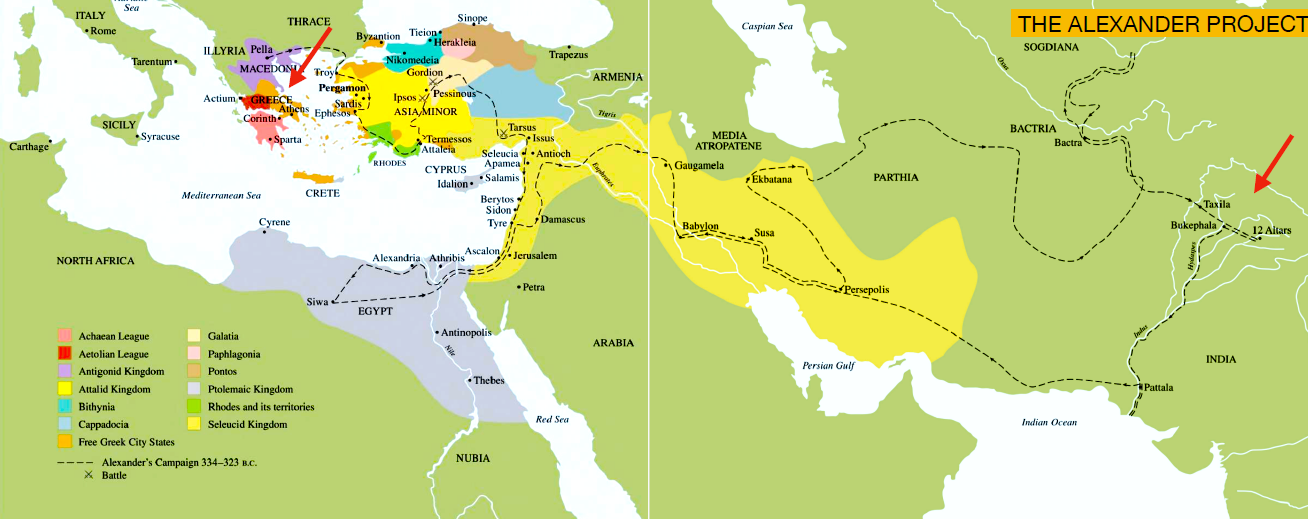 THE ALEXANDER PROJECT
ITALY
Rome
Adriatic
Sea
THRACE
ILLYRIA
Pella
MACEDONIA
Tarentum
Byzantion
Tieion
Sinope
Herakleia
Nikomedeia
Trapezus
Troy
Gordion
Pergamon
Ipsos
Pessinous
Actium
GREECE
Athens
Sardis
Ephesos
ASIA MINOR
ARMENIA
Corinth
Sparta
SICILY
Syracuse
Carthage
Termessos
Attaleia
RHODES
Tarsus
Issus
Tigris
Seleucia
Antioch
Apamea
CYPRUS
Salamis
Idalion
Euphrates
CRETE
Mediterranean Sea
Berytos
Sidon
Tyre
Damascus
Cyrene
Ascalon
Jerusalem
Alexandria
Athribis
NORTH AFRICA
Siwa
EGYPT
Petra
Antinopolis
Nile
ARABIA
Thebes
Red Sea
NUBIA
Caspian Sea
SOGDIANA
Oxus
MEDIA
ATROPATENE
BACTRIA
Bactra
Gaugamela
Ekbatana
PARTHIA
Taxila
Bukephala
12 Altars
Hydaspes
Babylon
Susa
Persepolis
Indus
INDIA
Persian Gulf
Pattala
Indian Ocean
Achaean League
Aetolian League
Antigonid Kingdom
Attalid Kingdom
Bithynia
Cappadocia
Free Greek City States
Galatia
Paphlagonia
Pontos
Ptolemaic Kingdom
Rhodes and its territories
Seleucid Kingdom
Alexander's Campaign 334–323 B.C.
Battle